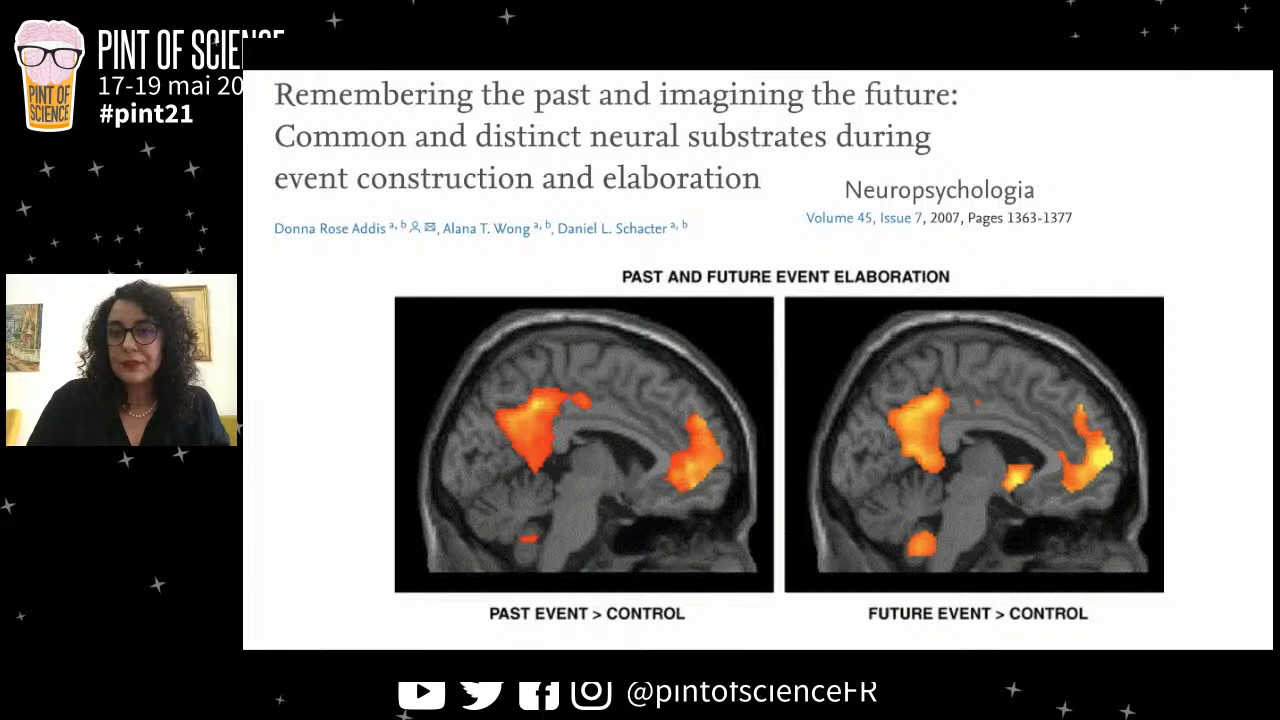 PINT OF SCIENCE
17-19 mai 20
#pint21
PINT OF
SCIENCE
Remembering the past and imagining the future:
Common and distinct neural substrates during
event construction and elaboration
Neuropsychologia
Volume 45, Issue 7, 2007, Pages 1363-1377
Donna Rose Addis a, b, Alana T. Wong a, b, Daniel L. Schacter a, b
PAST AND FUTURE EVENT ELABORATION
PAST EVENT > CONTROL
FUTURE EVENT > CONTROL
@pintofscienceFR